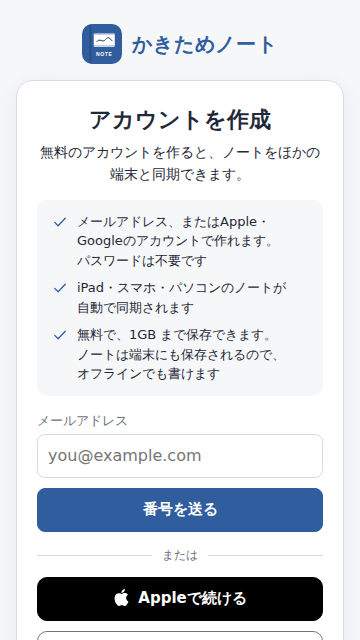 NOTE
かきためノート
アカウントを作成
無料のアカウントを作ると、ノートをほかの
端末と同期できます。
メールアドレス、またはApple・
Googleのアカウントで作れます。
パスワードは不要です
iPad・スマホ・パソコンのノートが
自動で同期されます
無料で、1GB まで保存できます。
ノートは端末にも保存されるので、
オフラインでも書けます
メールアドレス
you@example.com
番号を送る
または
Appleで続ける